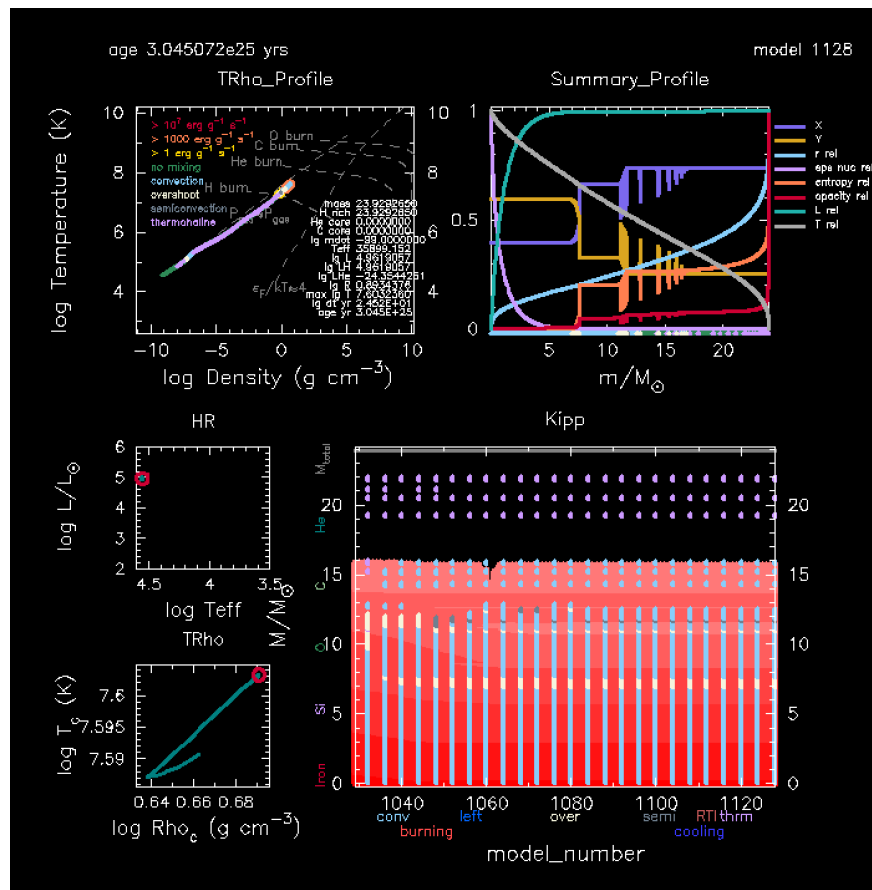 age 3.045072e25 yrs
model 1128
TRho_Profile
log Temperature (K)
10
8
6
4
> 10⁷ erg g⁻¹ s⁻¹
> 1000 erg g⁻¹ s⁻¹
> 1 erg g⁻¹ s⁻¹
no mixing
convection
overshoot
semiconvection
thermohaline
O burn
C burn
He burn
H burn
mass 23.9292650
H rich 23.9292650
He core 0.0000000
C core 0.0000000
lg mdot -99.0000000
Teff 35899.152
lg L 4.9619057
lg LH 4.9619057
lg LHe -24.3544251
lg R 0.8934376
max lg T 7.6032360
lg dt yr 2.452E+01
age yr 3.045E+25
−10
−5
0
5
10
log Density (g cm⁻³)
Summary_Profile
10
8
6
4
1
0.5
0
5
10
15
20
m/M☉
X
Y
r rel
eps nuc rel
entropy rel
opacity rel
L rel
T rel
HR
log L/L☉
6
5
4
3
2
4.5
4
3.5
log Teff
TRho
log T_c (K)
7.6
7.595
7.59
0.64
0.66
0.68
log Rho_c (g cm⁻³)
Kipp
M/M☉
M_total
He
C
O
Si
Iron
20
15
10
5
0
20
15
10
5
0
1040
1060
1080
1100
1120
conv
left
over
semi
RTI
thrm
burning
cooling
model_number